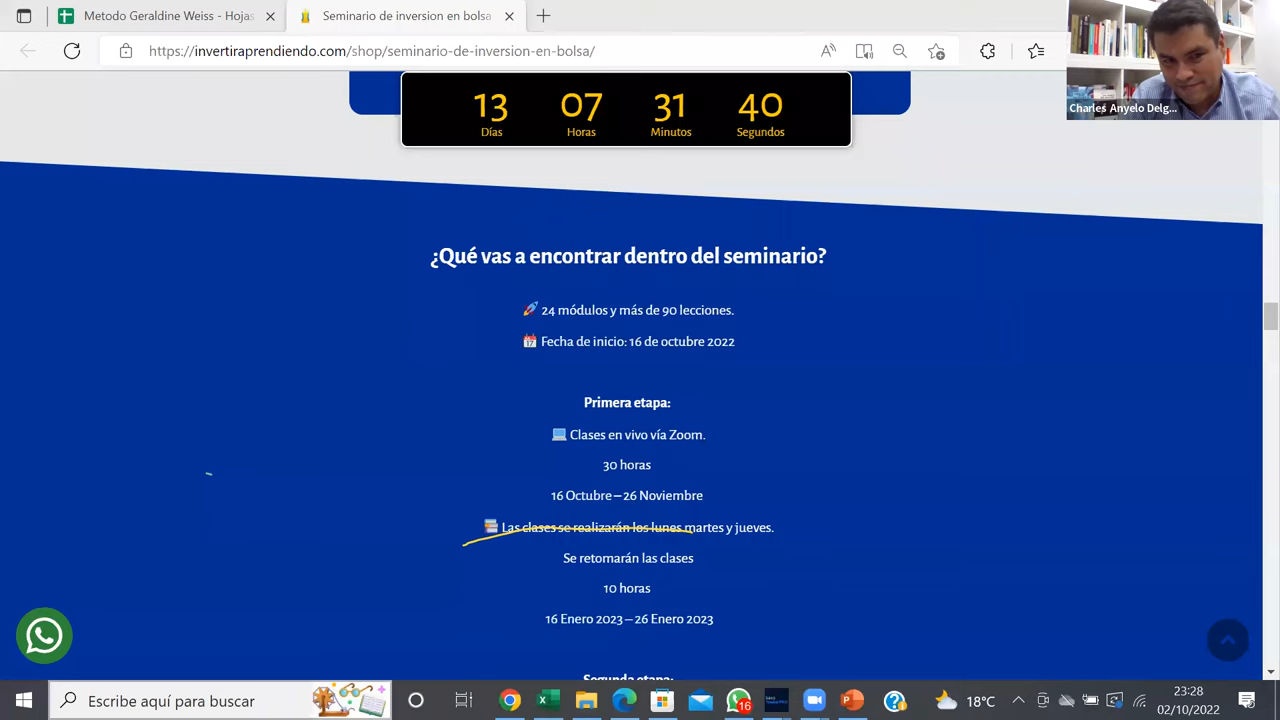 Metodo Geraldine Weiss - Hojas
Seminario de inversion en bolsa/
https://invertiraprendiendo.com/shop/seminario-de-inversion-en-bolsa/
Charles Anyelo Delg...
13 07 31 40
Días Horas Minutos Segundos
¿Qué vas a encontrar dentro del seminario?
24 módulos y más de 90 lecciones.
Fecha de inicio: 16 de octubre 2022
Primera etapa:
Clases en vivo vía Zoom.
30 horas
16 Octubre – 26 Noviembre
Las clases se realizarán los lunes martes y jueves.
Se retomarán las clases
10 horas
16 Enero 2023 – 26 Enero 2023
Segunda etapa:
Escribe aquí para buscar
16
18°C
23:28
02/10/2022